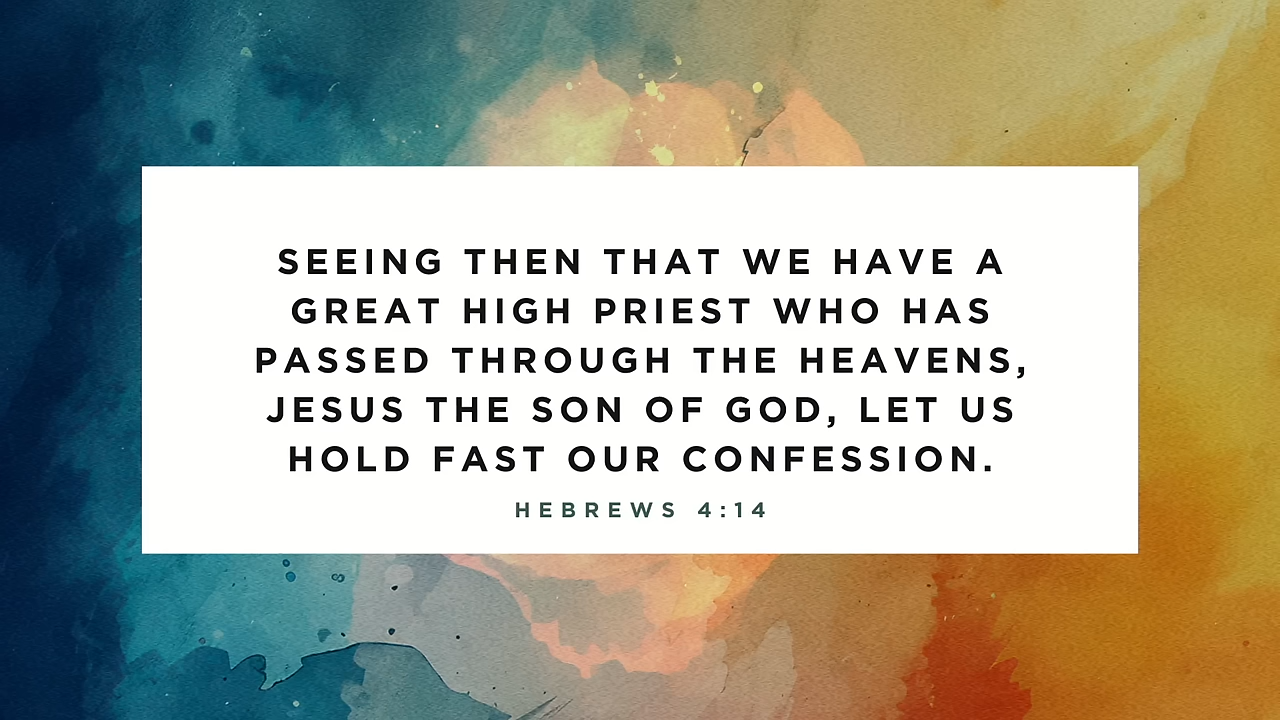 SEEING THEN THAT WE HAVE A
GREAT HIGH PRIEST WHO HAS
PASSED THROUGH THE HEAVENS,
JESUS THE SON OF GOD, LET US
HOLD FAST OUR CONFESSION.
HEBREWS 4:14